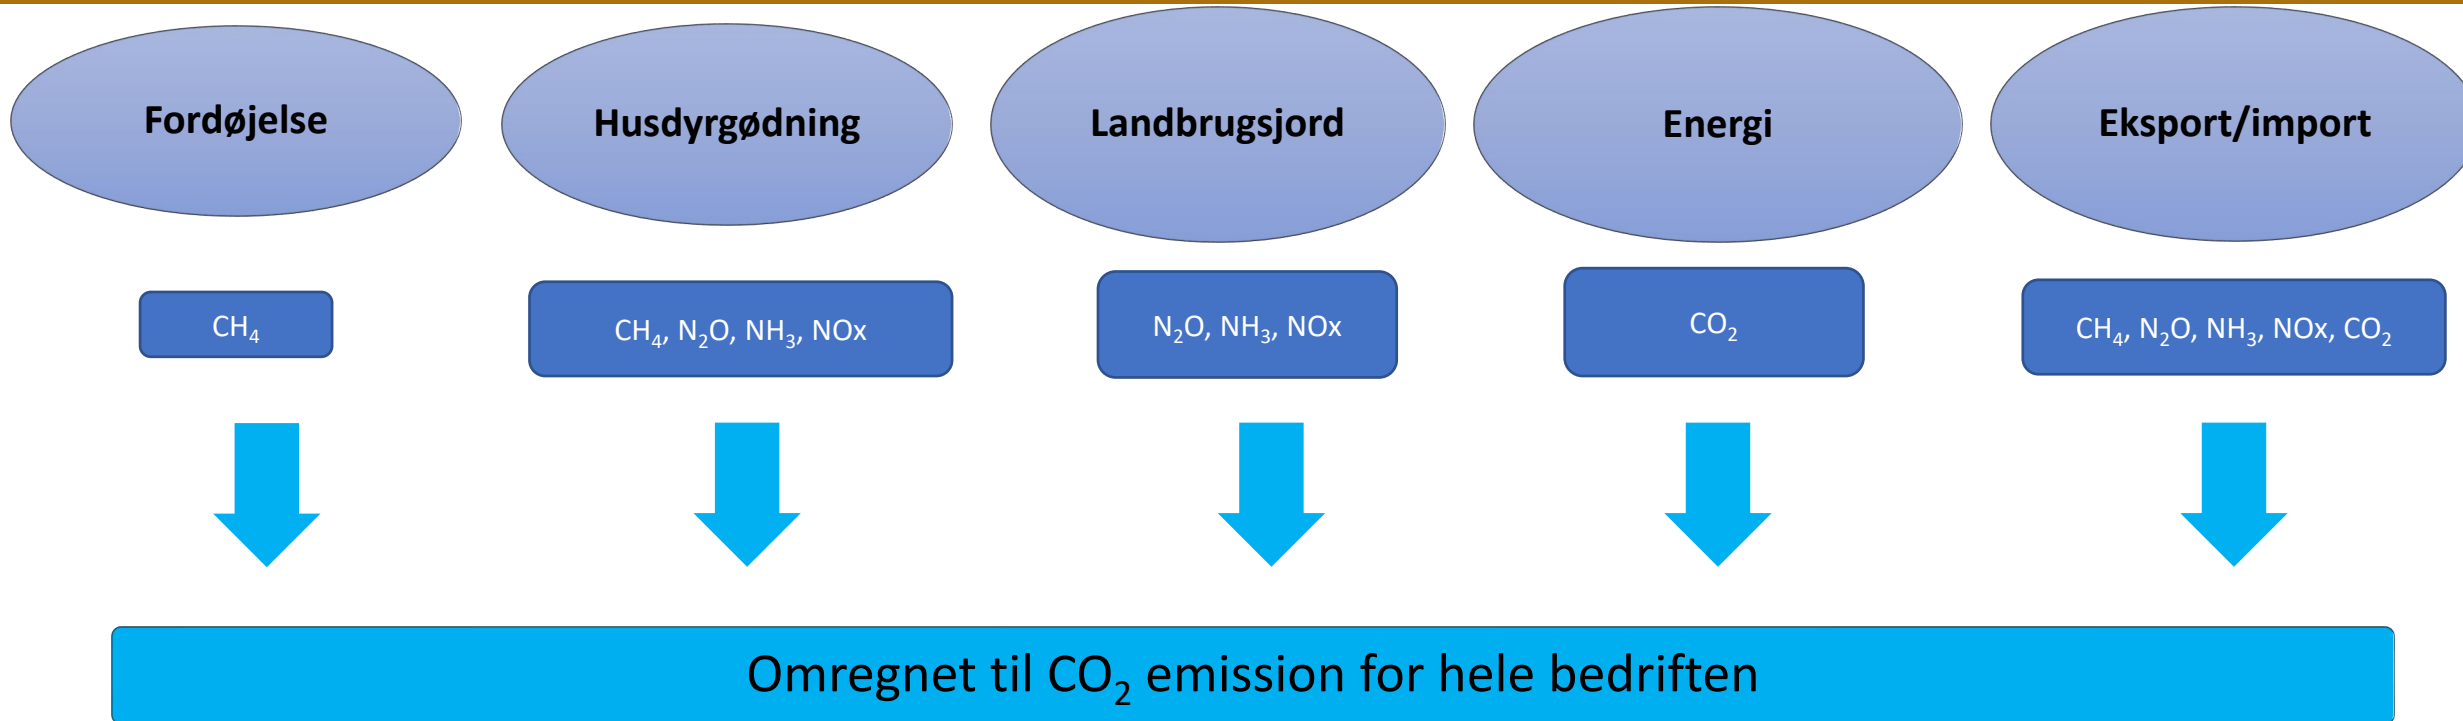 Fordøjelse
Husdyrgødning
Landbrugsjord
Energi
Eksport/import
CH₄
CH₄, N₂O, NH₃, NOx
N₂O, NH₃, NOx
CO₂
CH₄, N₂O, NH₃, NOx, CO₂
Omregnet til CO₂ emission for hele bedriften